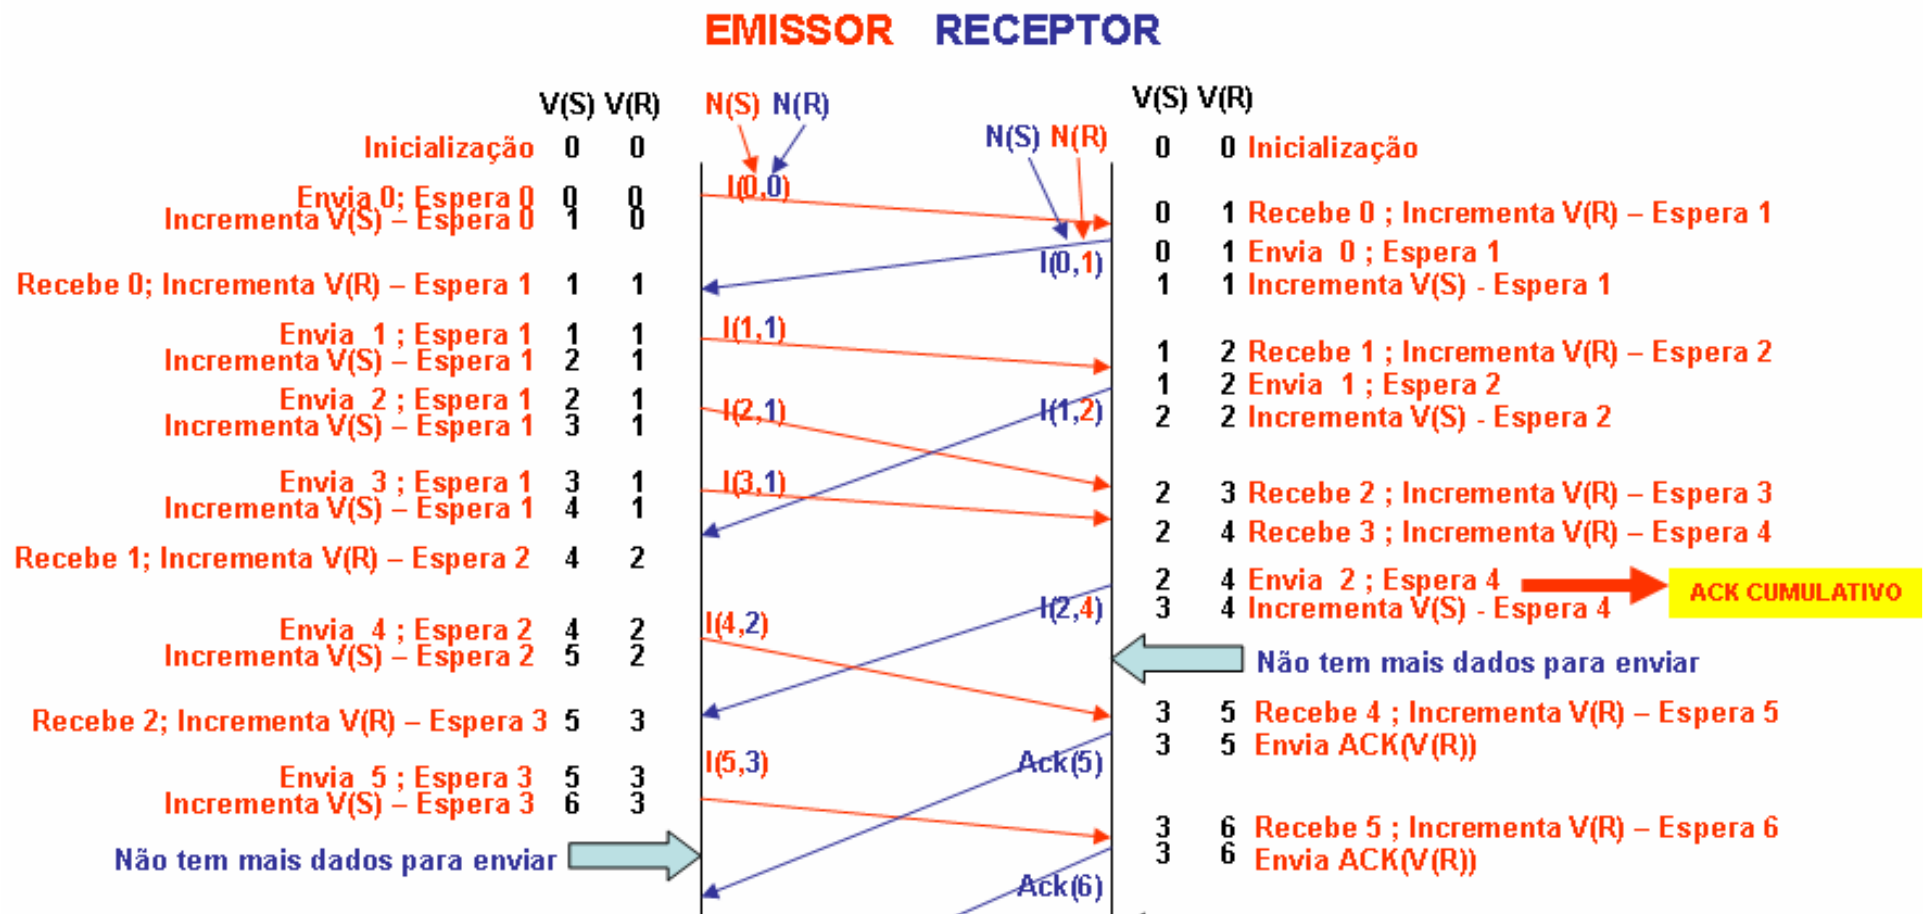 EMISSOR RECEPTOR
V(S) V(R) N(S) N(R) V(S) V(R)
N(S) N(R)
Inicialização 0 0 0 0 Inicialização
I(0,0)
Envia 0; Espera 0 0 0
Incrementa V(S) – Espera 0 1 0
0 1 Recebe 0 ; Incrementa V(R) – Espera 1
0 1 Envia 0 ; Espera 1
I(0,1)
Recebe 0; Incrementa V(R) – Espera 1 1 1
1 1 Incrementa V(S) - Espera 1
Envia 1 ; Espera 1 1 1 I(1,1)
Incrementa V(S) – Espera 1 2 1
1 2 Recebe 1 ; Incrementa V(R) – Espera 2
1 2 Envia 1 ; Espera 2
Envia 2 ; Espera 1 2 1 I(2,1)
I(1,2)
2 2 Incrementa V(S) - Espera 2
Incrementa V(S) – Espera 1 3 1
Envia 3 ; Espera 1 3 1 I(3,1)
2 3 Recebe 2 ; Incrementa V(R) – Espera 3
Incrementa V(S) – Espera 1 4 1
2 4 Recebe 3 ; Incrementa V(R) – Espera 4
Recebe 1; Incrementa V(R) – Espera 2 4 2
2 4 Envia 2 ; Espera 4
ACK CUMULATIVO
I(2,4)
3 4 Incrementa V(S) - Espera 4
Envia 4 ; Espera 2 4 2 I(4,2)
Incrementa V(S) – Espera 2 5 2
Não tem mais dados para enviar
3 5 Recebe 4 ; Incrementa V(R) – Espera 5
Recebe 2; Incrementa V(R) – Espera 3 5 3
3 5 Envia ACK(V(R))
I(5,3)
Ack(5)
Envia 5 ; Espera 3 5 3
Incrementa V(S) – Espera 3 6 3
3 6 Recebe 5 ; Incrementa V(R) – Espera 6
Não tem mais dados para enviar
3 6 Envia ACK(V(R))
Ack(6)